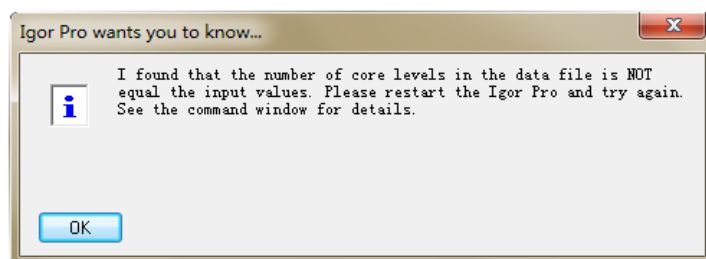 Igor Pro wants you to know...
I found that the number of core levels in the data file is NOT
equal the input values. Please restart the Igor Pro and try again.
See the command window for details.
OK